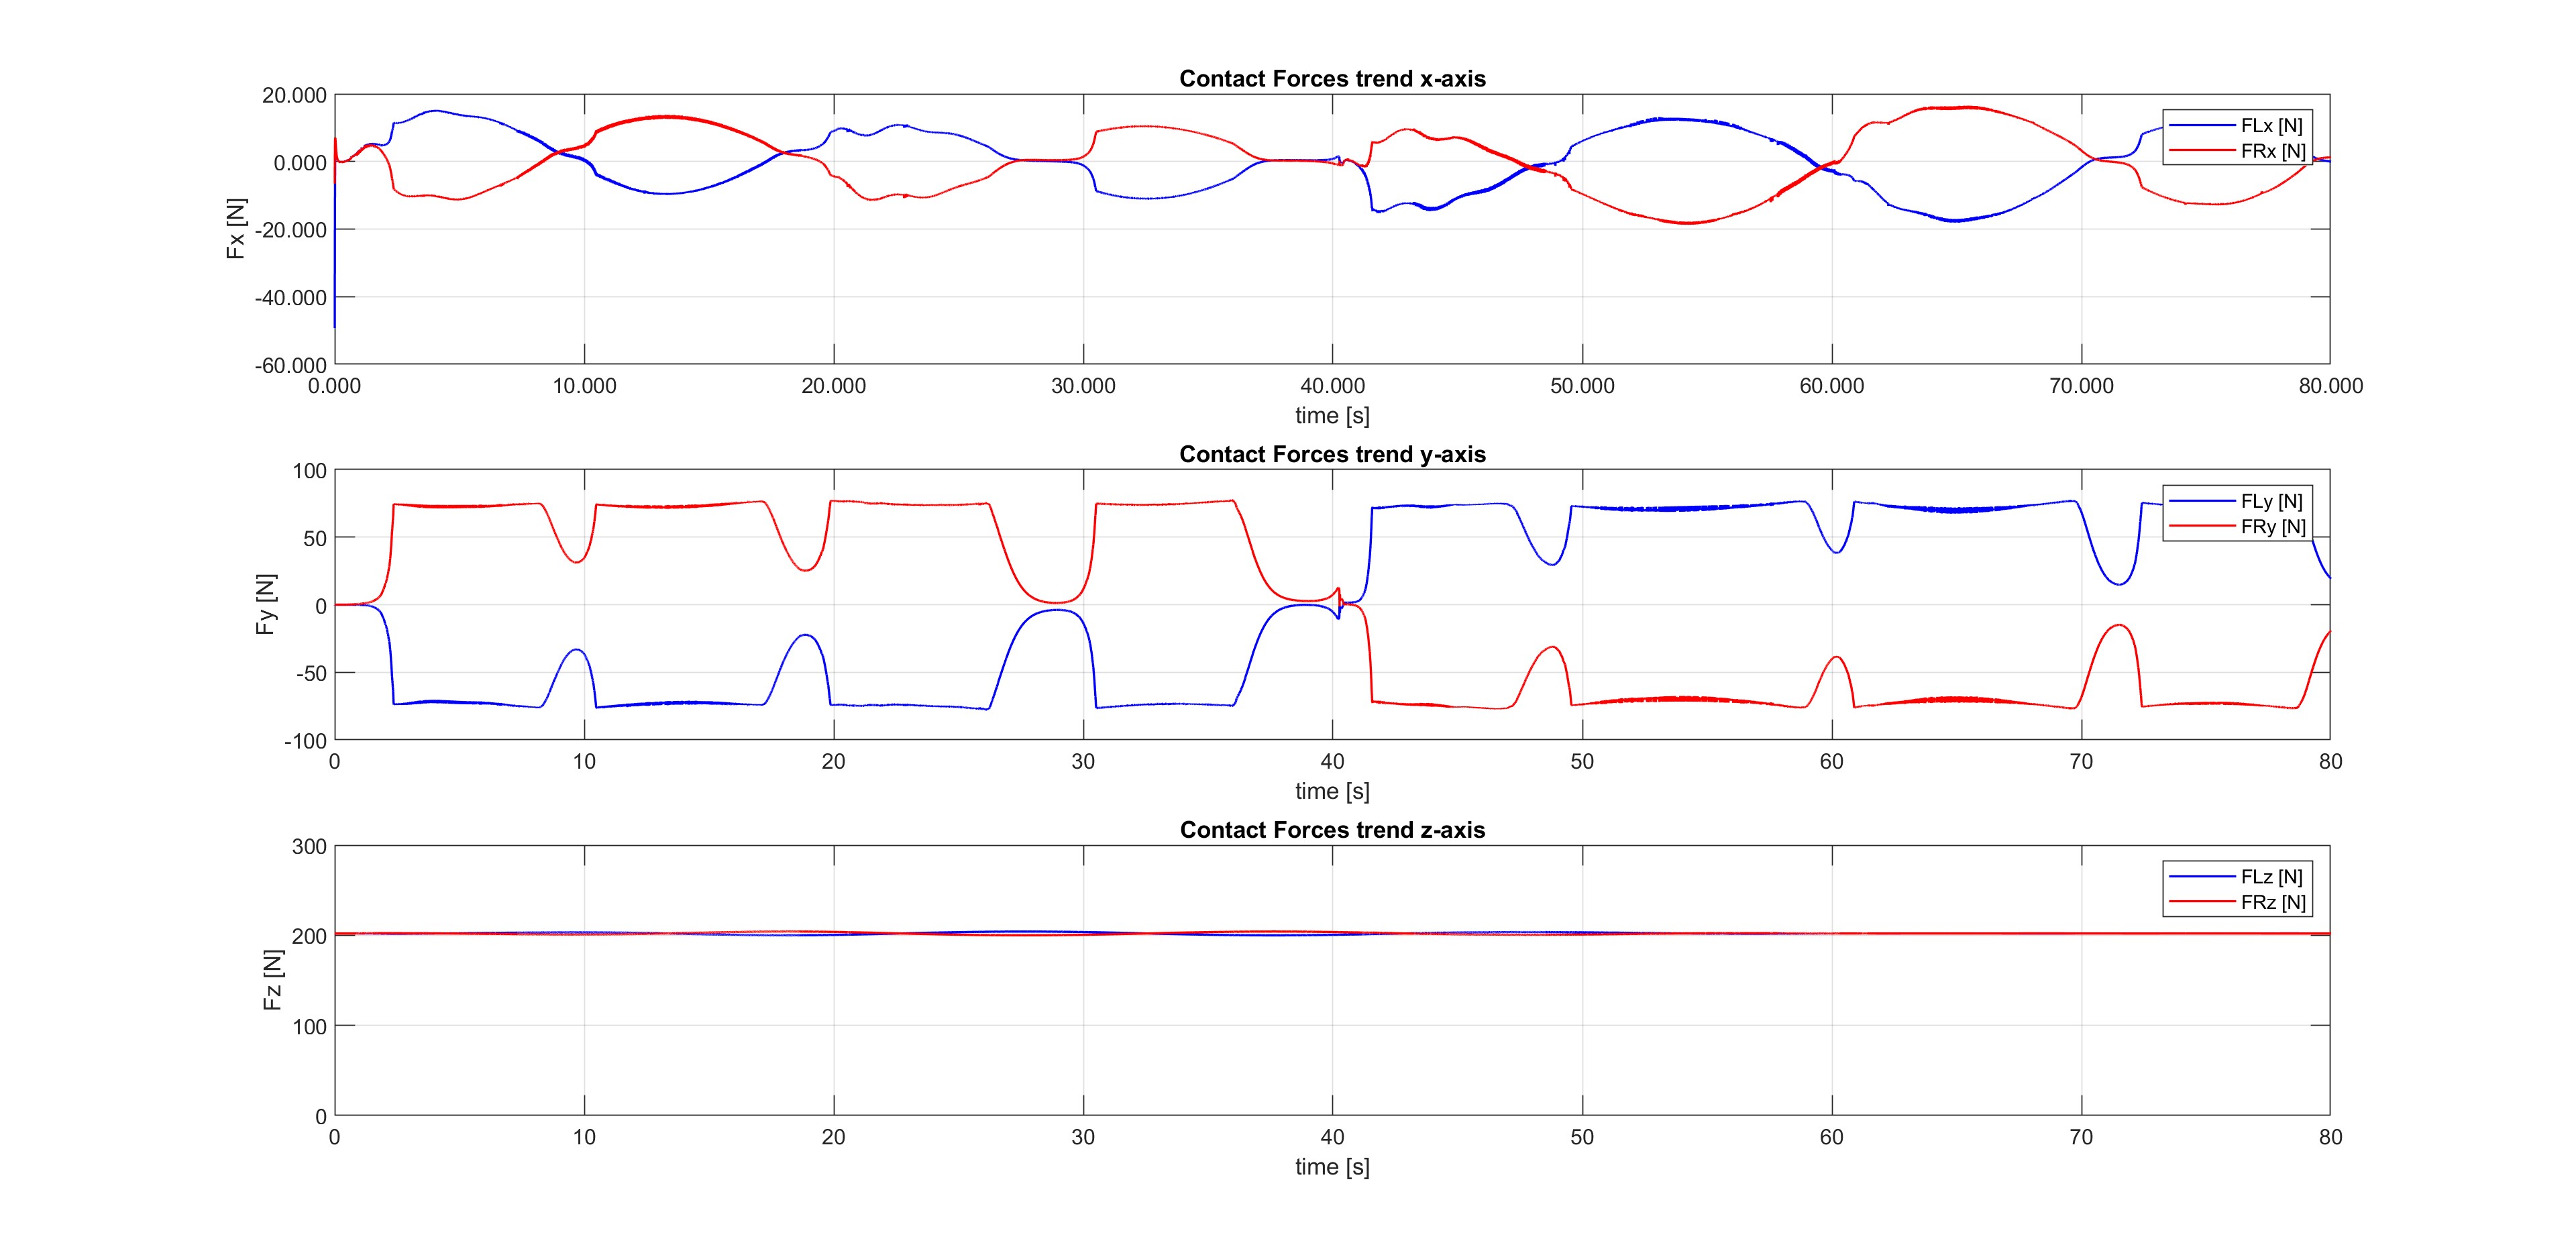 Contact Forces trend x-axis
20.000
0.000
-20.000
-40.000
-60.000
Fx [N]
FLx [N]
FRx [N]
0.000 10.000 20.000 30.000 40.000 50.000 60.000 70.000 80.000
time [s]
Contact Forces trend y-axis
100
50
0
-50
-100
Fy [N]
FLy [N]
FRy [N]
0 10 20 30 40 50 60 70 80
time [s]
Contact Forces trend z-axis
300
200
100
0
Fz [N]
FLz [N]
FRz [N]
0 10 20 30 40 50 60 70 80
time [s]